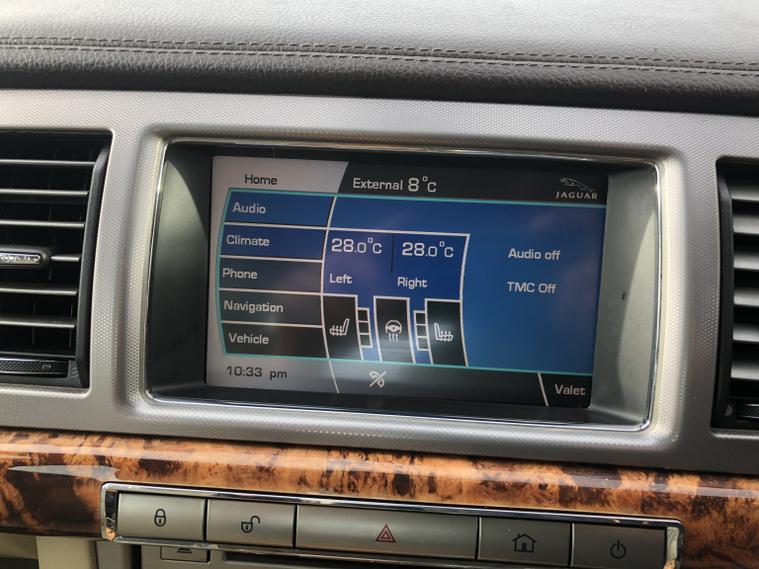 Home
External 8°C
JAGUAR
Audio
Climate
28.0°C
28.0°C
Audio off
Phone
Left
Right
TMC Off
Navigation
Vehicle
10:33 pm
Valet